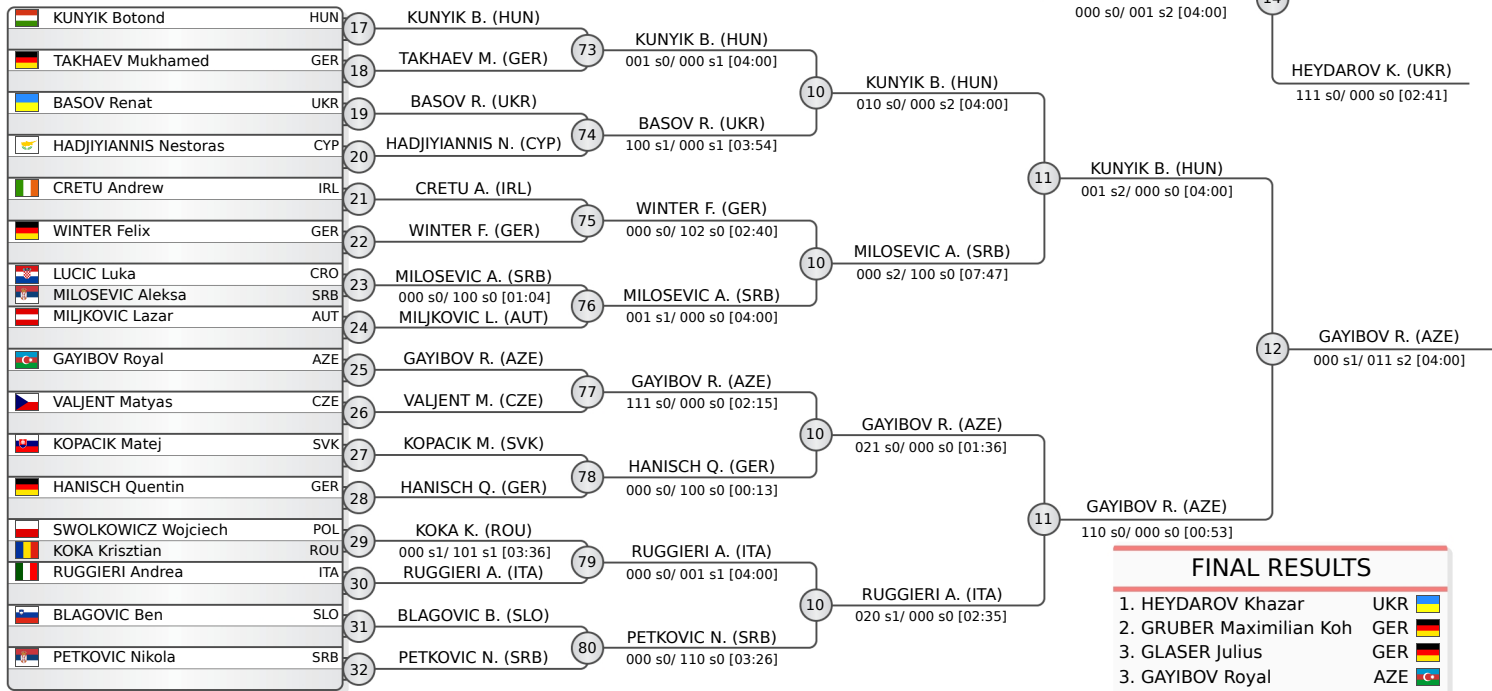 000 s0/ 001 s2 [04:00]
HEYDAROV K. (UKR)
111 s0/ 000 s0 [02:41]
KUNYIK Botond HUN
TAKHAEV Mukhamed GER
BASOV Renat UKR
HADJIYIANNIS Nestoras CYP
CRETU Andrew IRL
WINTER Felix GER
LUCIC Luka CRO
MILOSEVIC Aleksa SRB
MILJKOVIC Lazar AUT
GAYIBOV Royal AZE
VALJENT Matyas CZE
KOPACIK Matej SVK
HANISCH Quentin GER
SWOLKOWICZ Wojciech POL
KOKA Krisztian ROU
RUGGIERI Andrea ITA
BLAGOVIC Ben SLO
PETKOVIC Nikola SRB
17
18
19
20
21
22
23
24
25
26
27
28
29
30
31
32
KUNYIK B. (HUN)
TAKHAEV M. (GER)
BASOV R. (UKR)
HADJIYIANNIS N. (CYP)
CRETU A. (IRL)
WINTER F. (GER)
MILOSEVIC A. (SRB)
000 s0/ 100 s0 [01:04]
MILJKOVIC L. (AUT)
GAYIBOV R. (AZE)
VALJENT M. (CZE)
KOPACIK M. (SVK)
HANISCH Q. (GER)
KOKA K. (ROU)
000 s1/ 101 s1 [03:36]
RUGGIERI A. (ITA)
BLAGOVIC B. (SLO)
PETKOVIC N. (SRB)
73
74
75
76
77
78
79
80
KUNYIK B. (HUN)
001 s0/ 000 s1 [04:00]
BASOV R. (UKR)
100 s1/ 000 s1 [03:54]
WINTER F. (GER)
000 s0/ 102 s0 [02:40]
MILOSEVIC A. (SRB)
001 s1/ 000 s0 [04:00]
GAYIBOV R. (AZE)
111 s0/ 000 s0 [02:15]
HANISCH Q. (GER)
000 s0/ 100 s0 [00:13]
RUGGIERI A. (ITA)
000 s0/ 001 s1 [04:00]
PETKOVIC N. (SRB)
000 s0/ 110 s0 [03:26]
10
10
10
10
KUNYIK B. (HUN)
010 s0/ 000 s2 [04:00]
MILOSEVIC A. (SRB)
000 s2/ 100 s0 [07:47]
GAYIBOV R. (AZE)
021 s0/ 000 s0 [01:36]
RUGGIERI A. (ITA)
020 s1/ 000 s0 [02:35]
11
11
KUNYIK B. (HUN)
001 s2/ 000 s0 [04:00]
GAYIBOV R. (AZE)
110 s0/ 000 s0 [00:53]
12
GAYIBOV R. (AZE)
000 s1/ 011 s2 [04:00]
FINAL RESULTS
1. HEYDAROV Khazar UKR
2. GRUBER Maximilian Koh GER
3. GLASER Julius GER
3. GAYIBOV Royal AZE